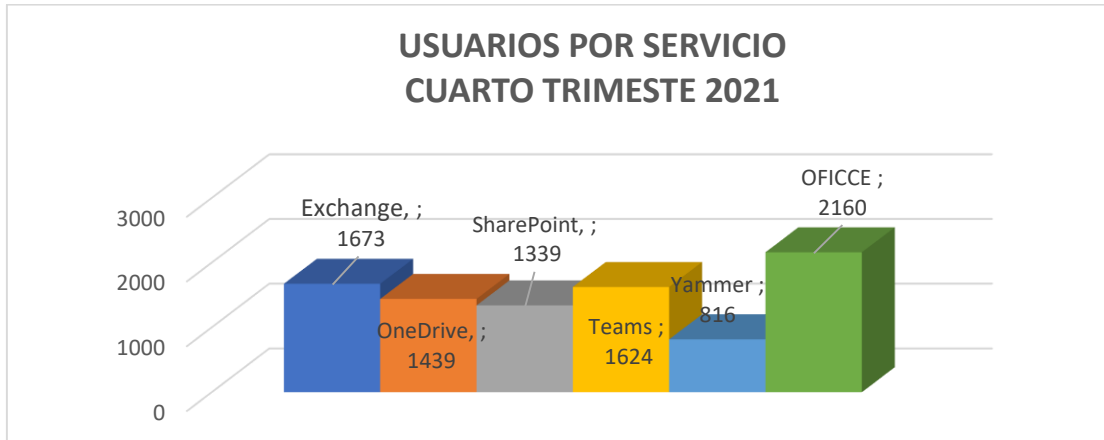 USUARIOS POR SERVICIO
CUARTO TRIMESTRE 2021
3000
2000
1000
0
Exchange, ;
1673
OneDrive, ;
1439
SharePoint, ;
1339
Teams ;
1624
Yammer ;
816
OFICCE ;
2160